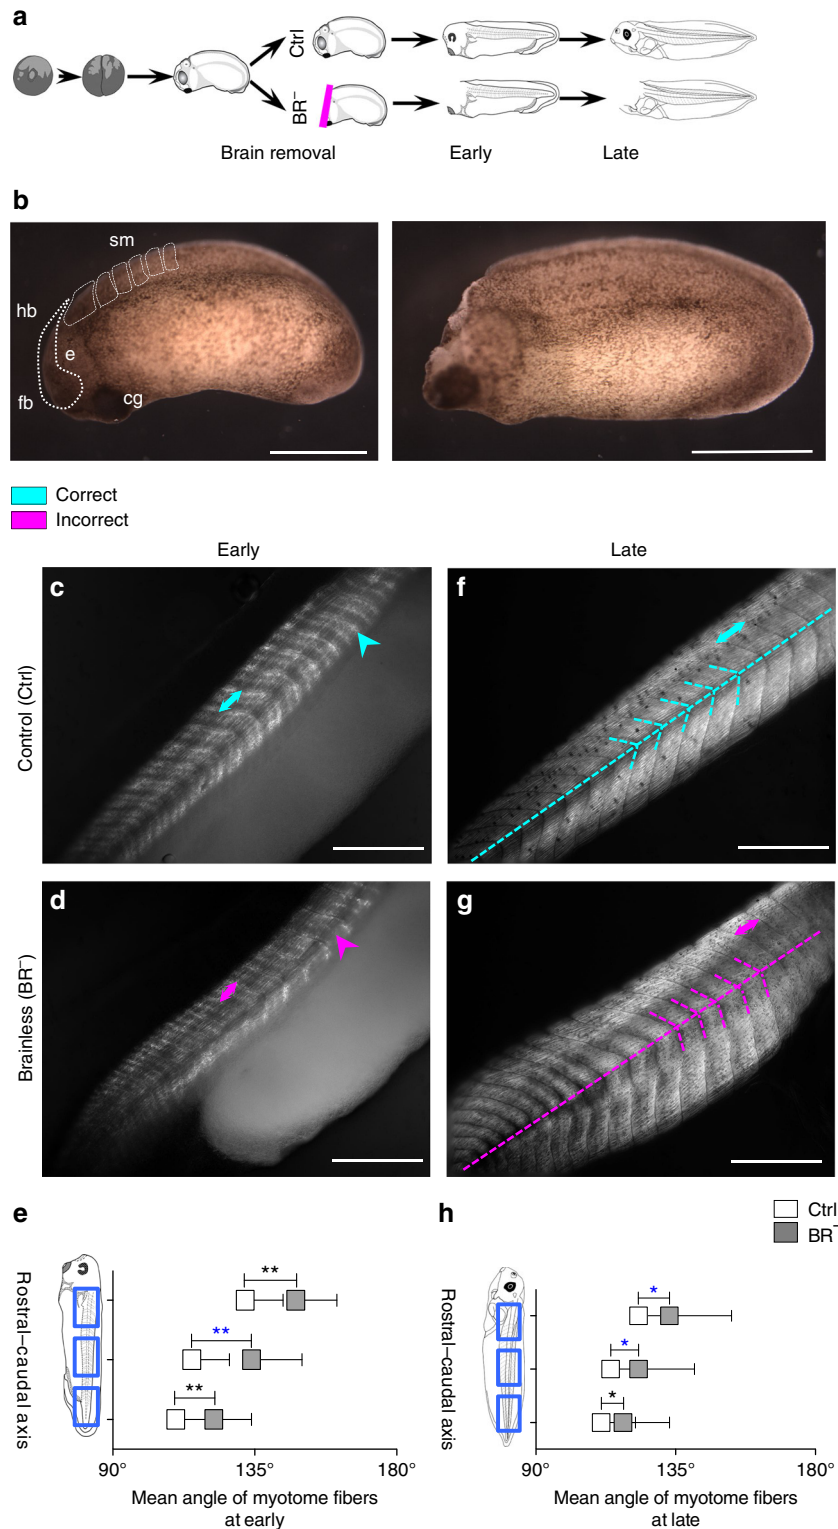 a
Ctrl
BR⁻
Brain removal
Early
Late
b
sm
hb
e
fb
cg
Correct
Incorrect
Early
Late
Control (Ctrl)
c
f
Brainless (BR⁻)
d
g
e
Rostral–caudal axis
**
**
**
90°
135°
180°
Mean angle of myotome fibers
at early
h
Ctrl
BR⁻
Rostral–caudal axis
*
*
*
90°
135°
180°
Mean angle of myotome fibers
at late